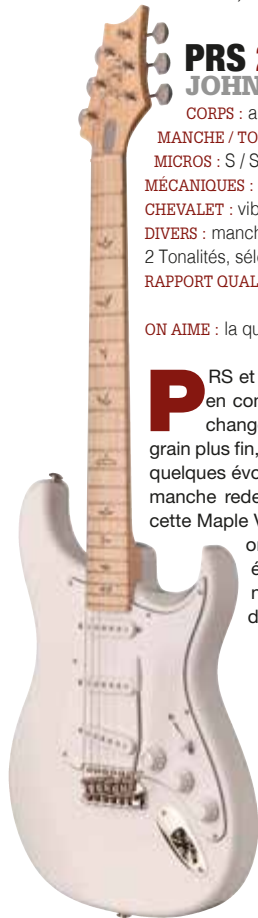 PRS
JOHN
CORPS : a
MANCHE / TO
MICROS : S / S
MÉCANIQUES :
CHEVALET : vib
DIVERS : manch
2 Tonalités, sél
RAPPORT QUAL
ON AIME : la qu
PRS et
en con
chang
grain plus fin,
quelques évo
manche rede
cette Maple V
or
é
n
d